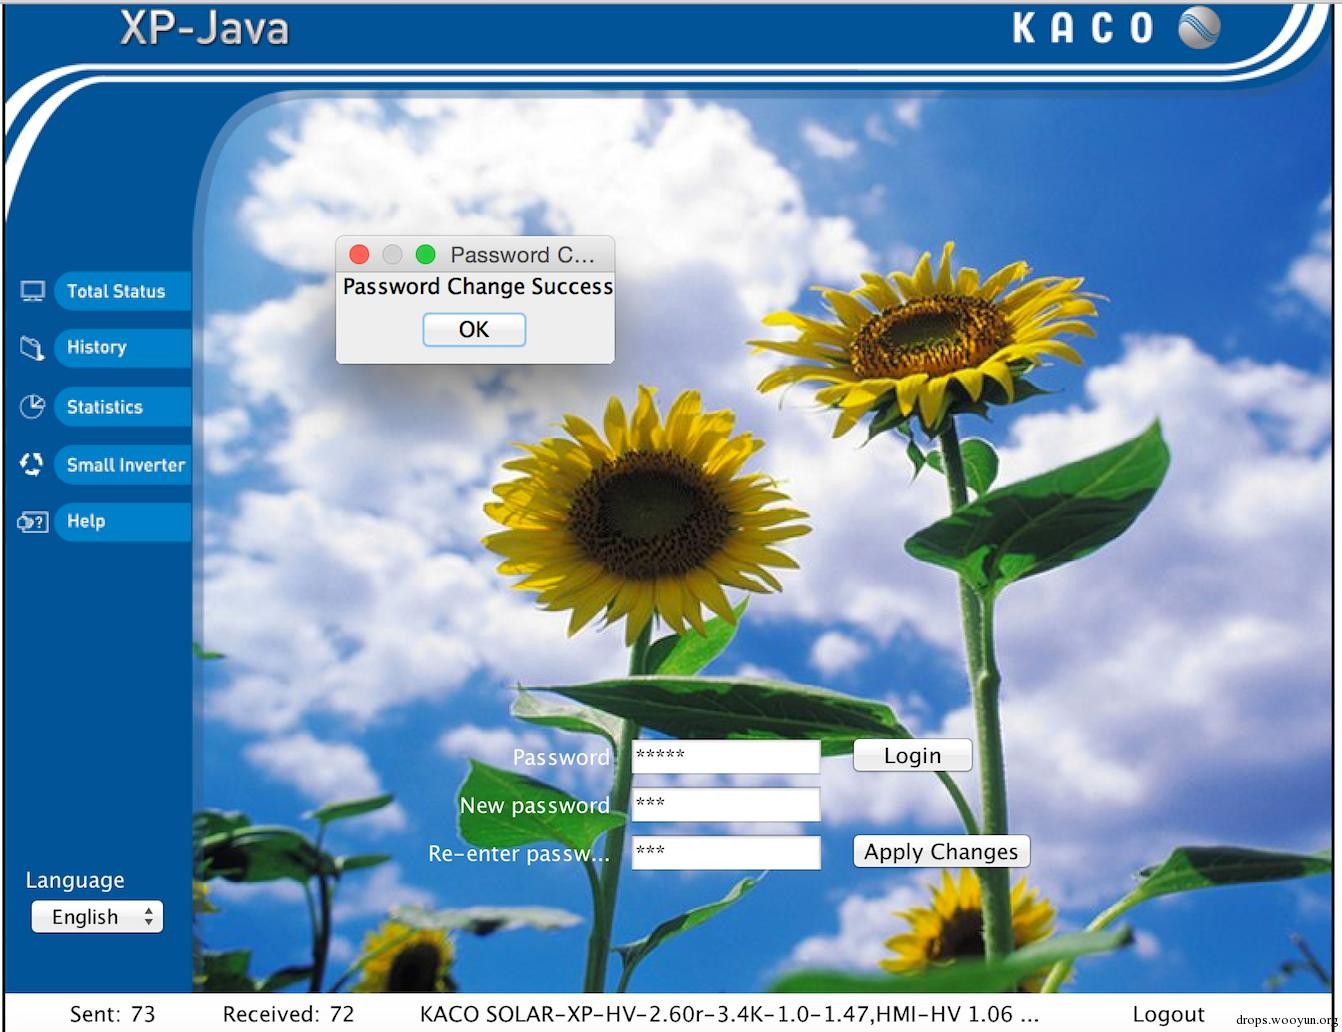 XP-Java
KACO
Password C...
Password Change Success
OK
Total Status
History
Statistics
Small Inverter
Help
Password
*****
Login
New password
***
Re-enter passw...
***
Apply Changes
Language
English
Sent: 73
Received: 72
KACO SOLAR-XP-HV-2.60r-3.4K-1.0-1.47,HMI-HV 1.06 ...
Logout
drops.wooyun.org